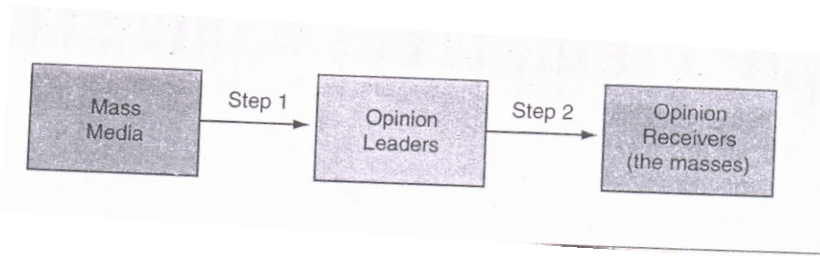 Mass
Media
Step 1
Opinion
Leaders
Step 2
Opinion
Receivers
(the masses)